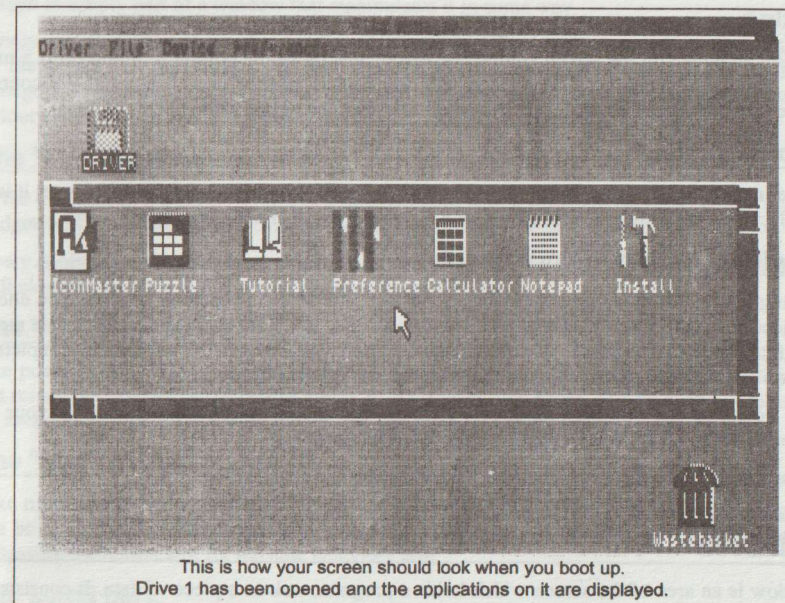 Driver File Device Preferences
DRIVER
IconMaster Puzzle Tutorial Preference Calculator Notepad Install
Wastebasket
This is how your screen should look when you boot up.
Drive 1 has been opened and the applications on it are displayed.